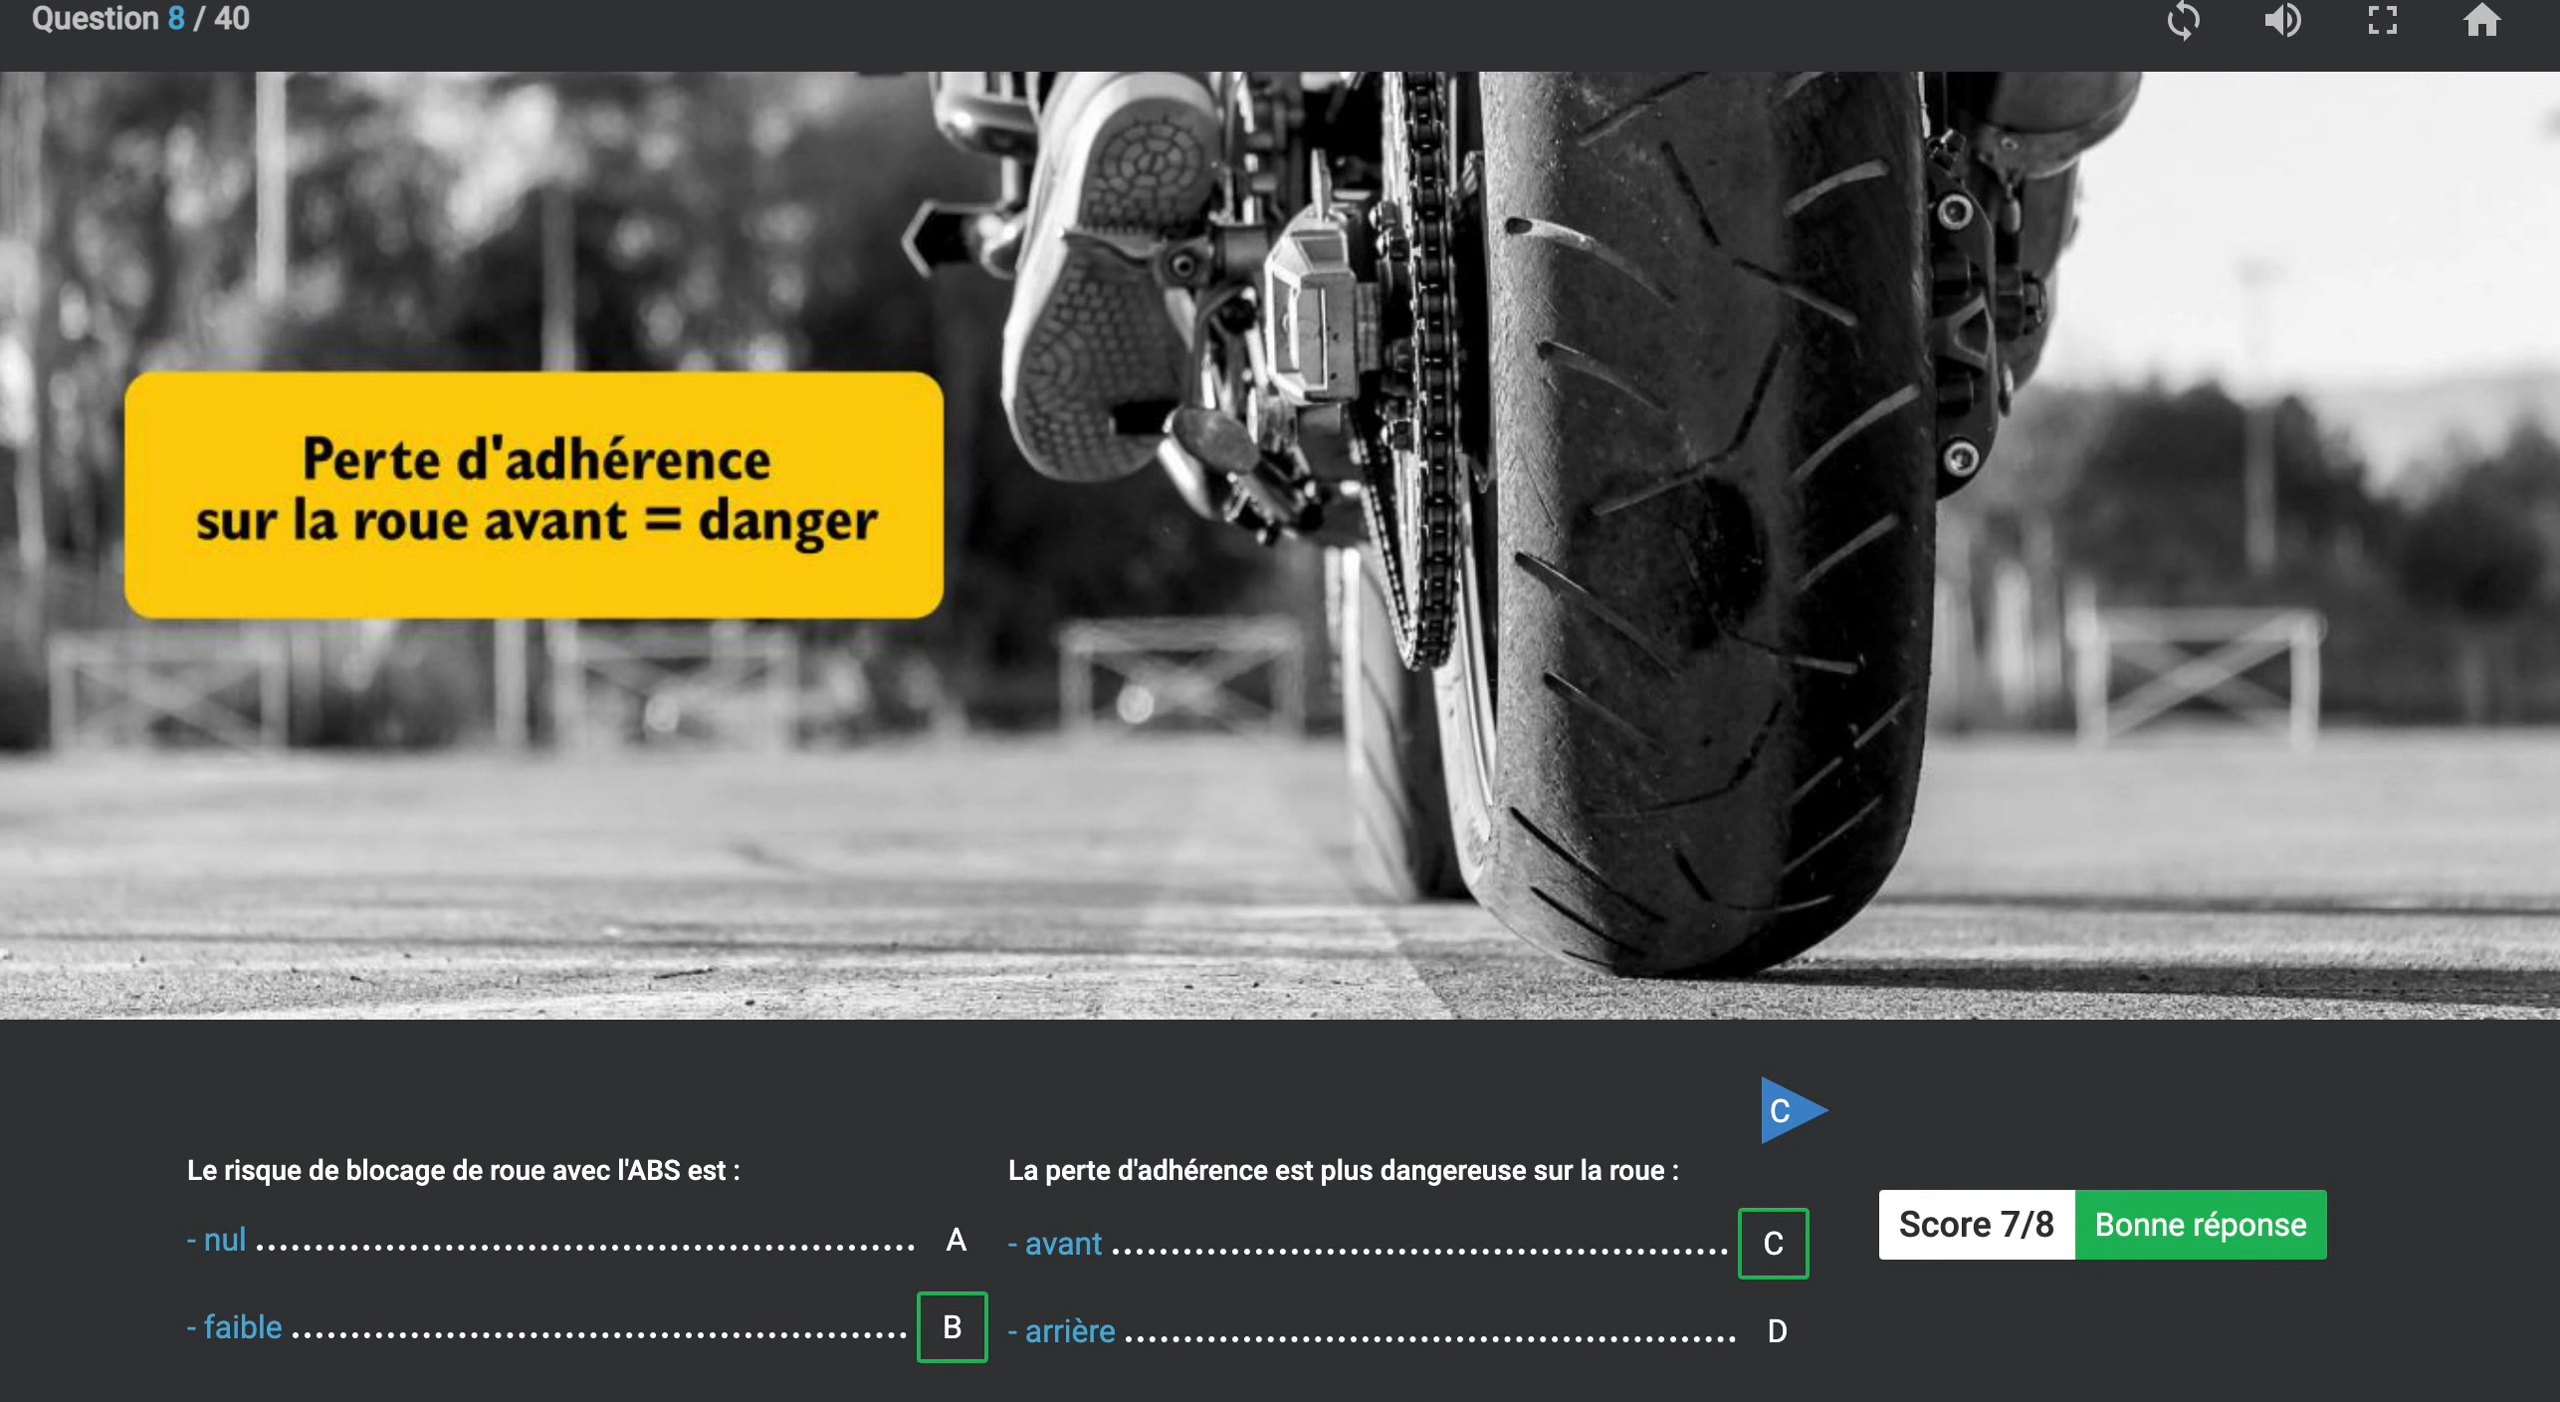 Question 8 / 40
Perte d'adhérence
sur la roue avant = danger
C
Le risque de blocage de roue avec l'ABS est :
- nul ........................................................................ A
- faible ..................................................................... B
La perte d'adhérence est plus dangereuse sur la roue :
- avant ..................................................................... C
- arrière .................................................................... D
Score 7/8 Bonne réponse